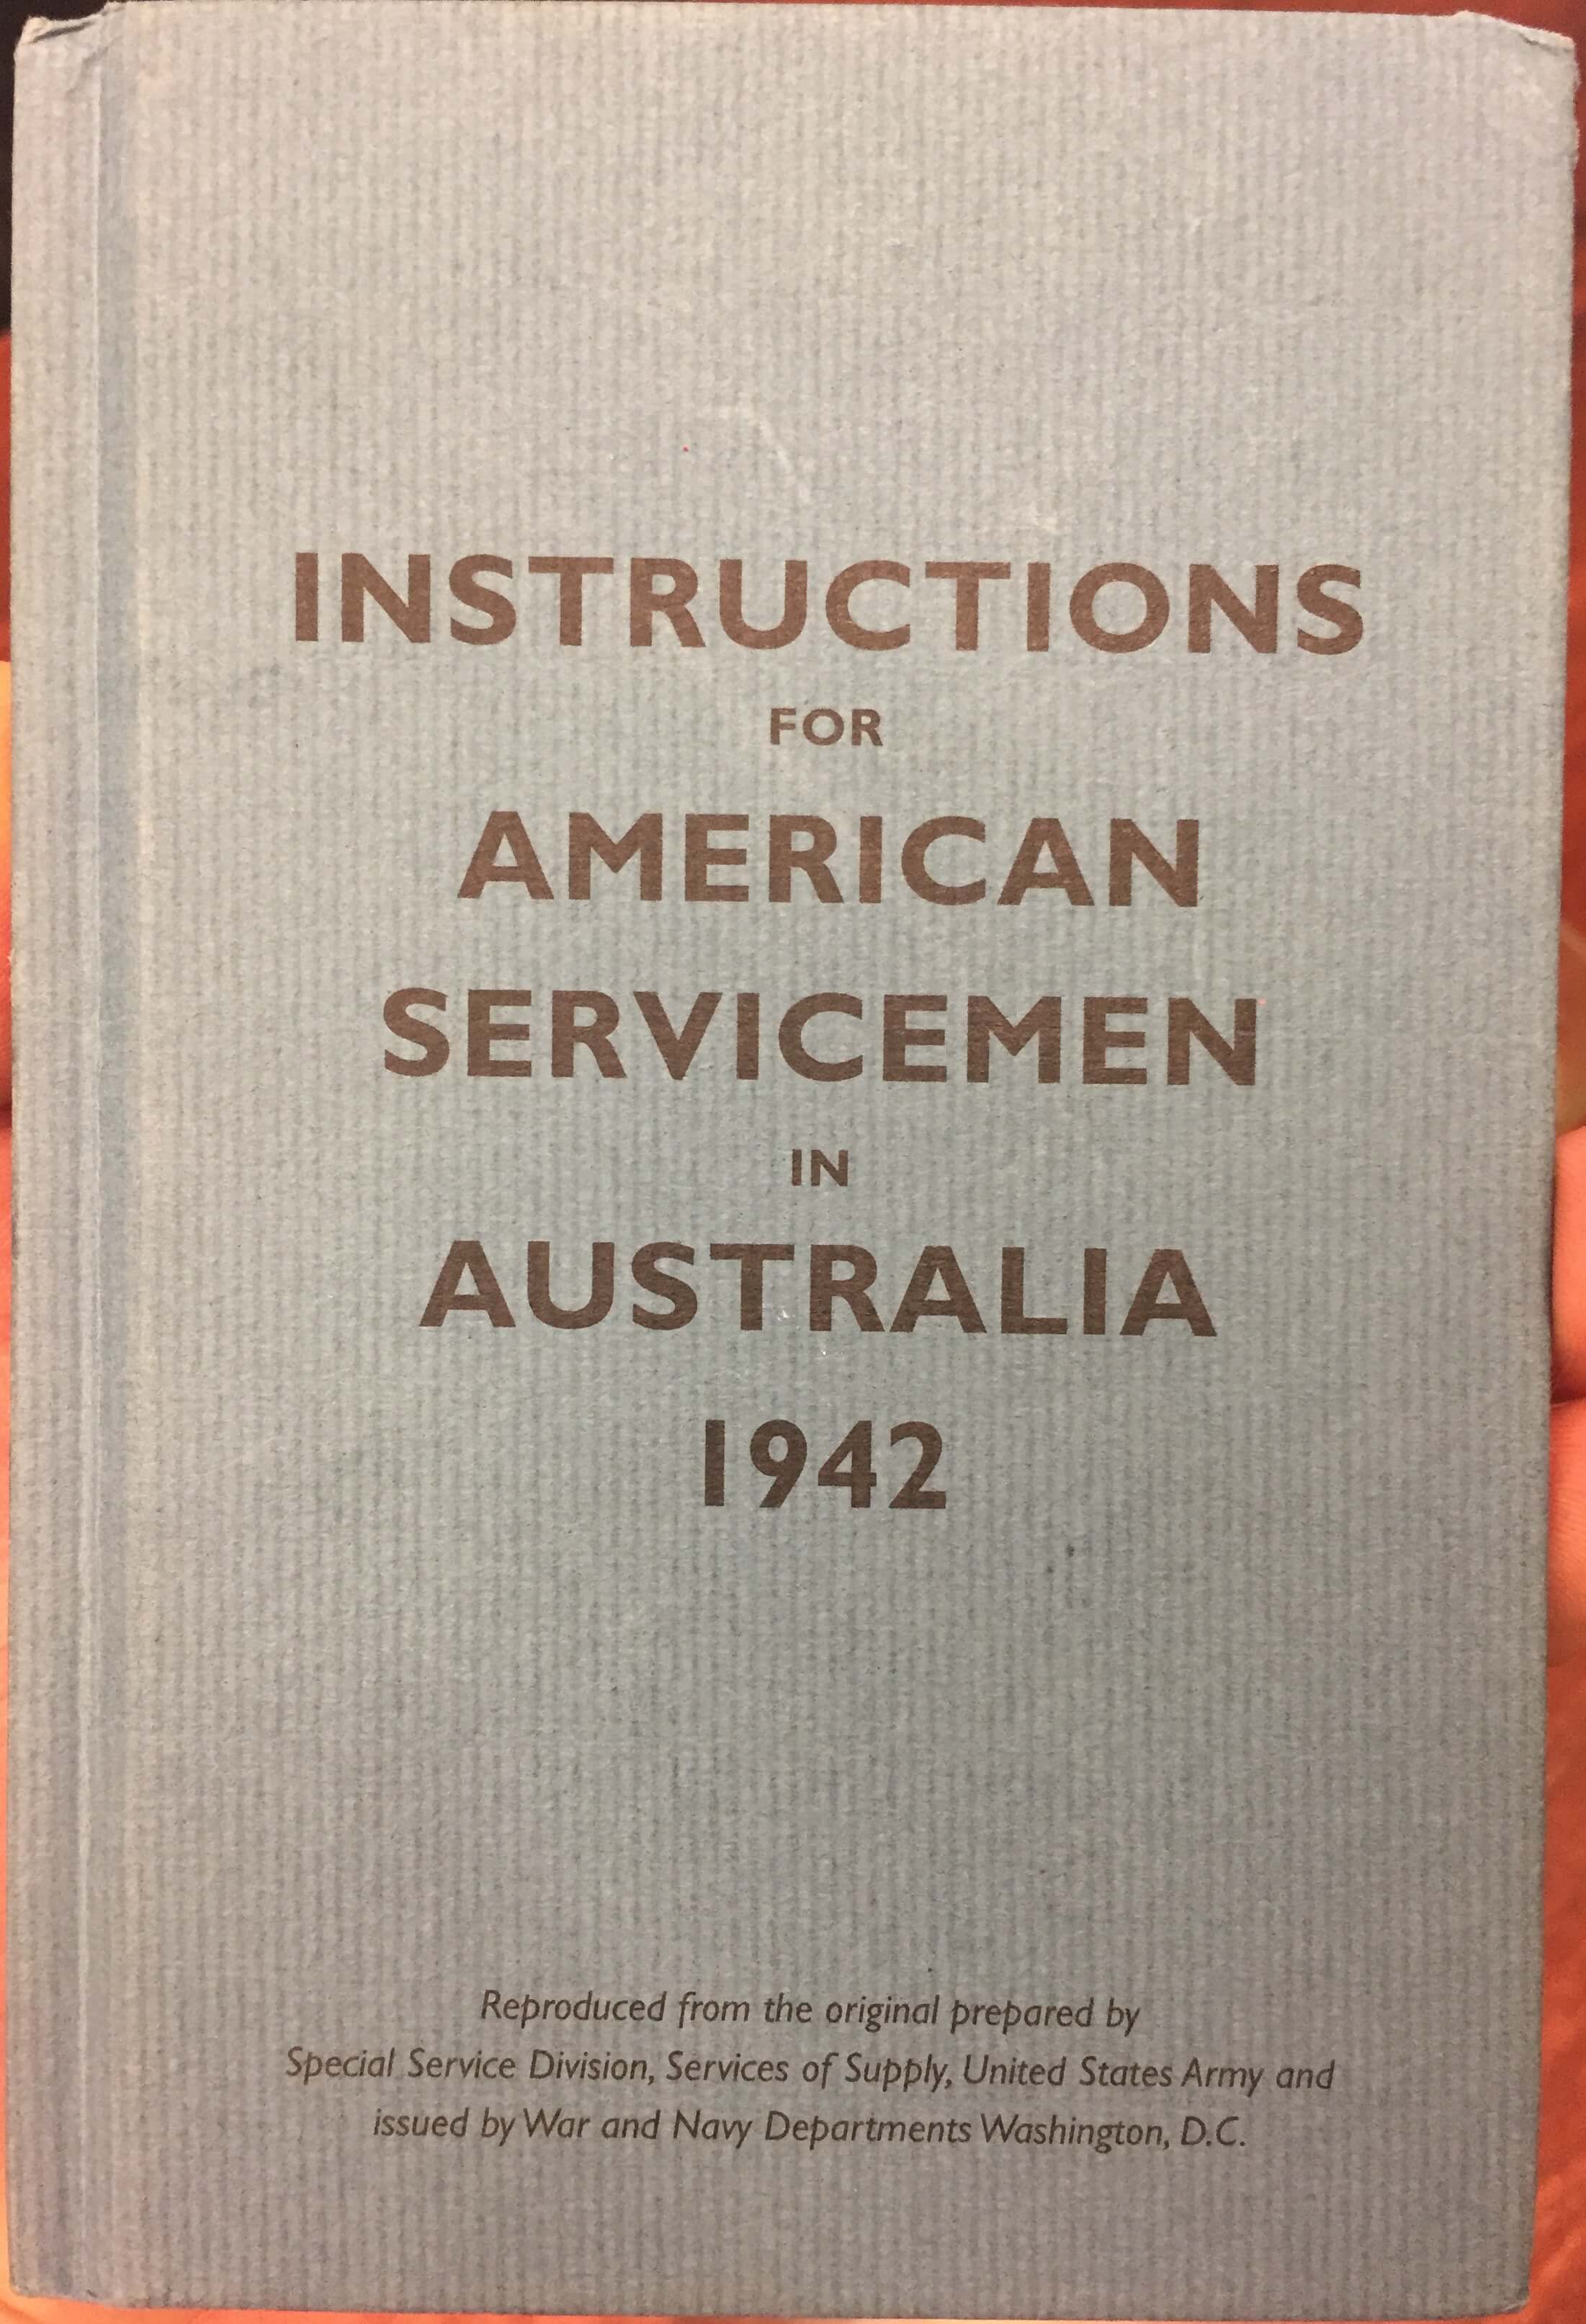 INSTRUCTIONS
FOR
AMERICAN
SERVICEMEN
IN
AUSTRALIA
1942
Reproduced from the original prepared by
Special Service Division, Services of Supply, United States Army and
issued by War and Navy Departments Washington, D.C.